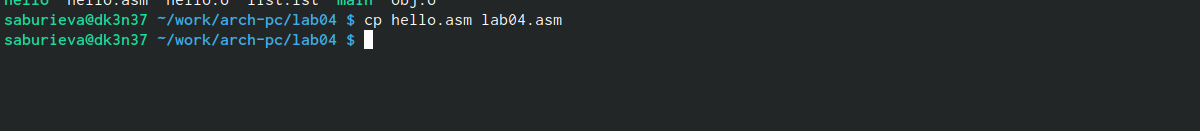 hello hello.asm hello.o list.lst main obj.o
saburieva@dk3n37 ~/work/arch-pc/lab04 $ cp hello.asm lab04.asm
saburieva@dk3n37 ~/work/arch-pc/lab04 $